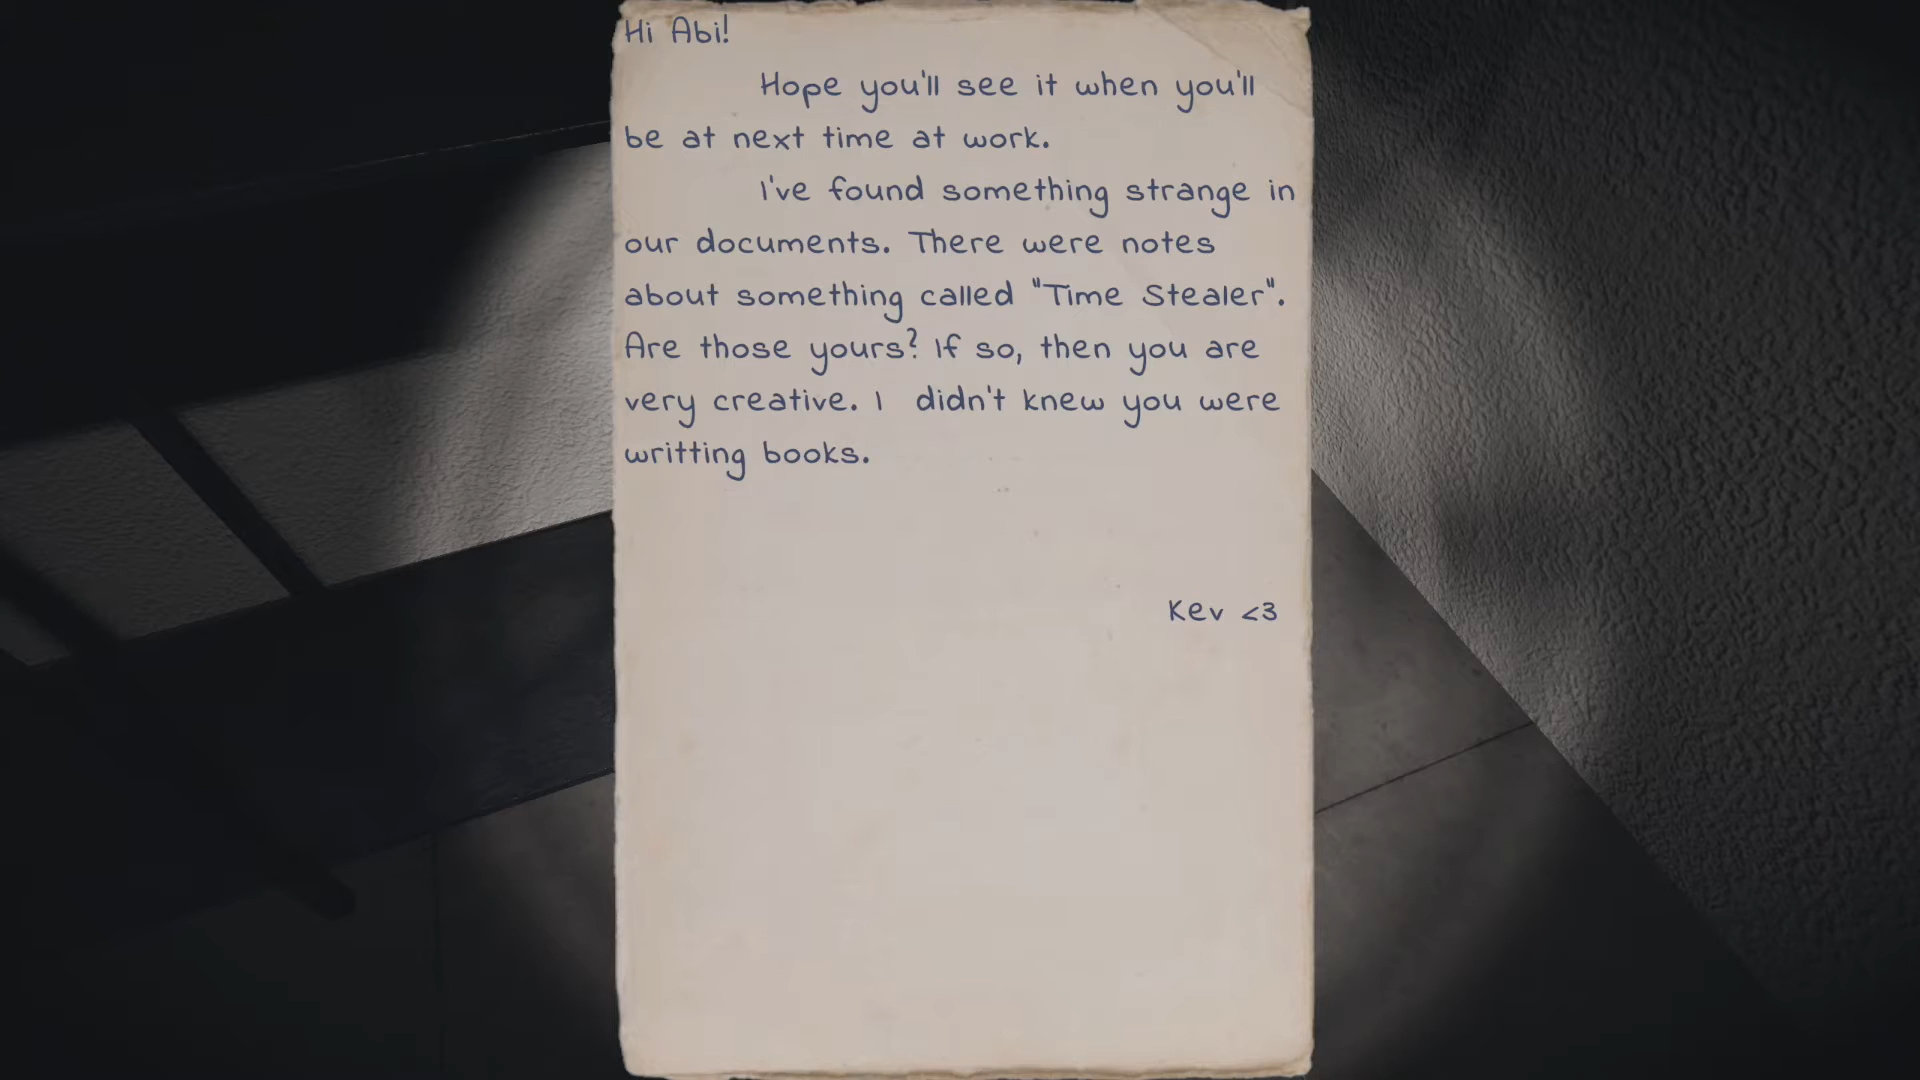 Hi Abi!
Hope you'll see it when you'll
be at next time at work.
I've found something strange in
our documents. There were notes
about something called "Time Stealer".
Are those yours? If so, then you are
very creative. I didn't knew you were
writting books.
Kev <3